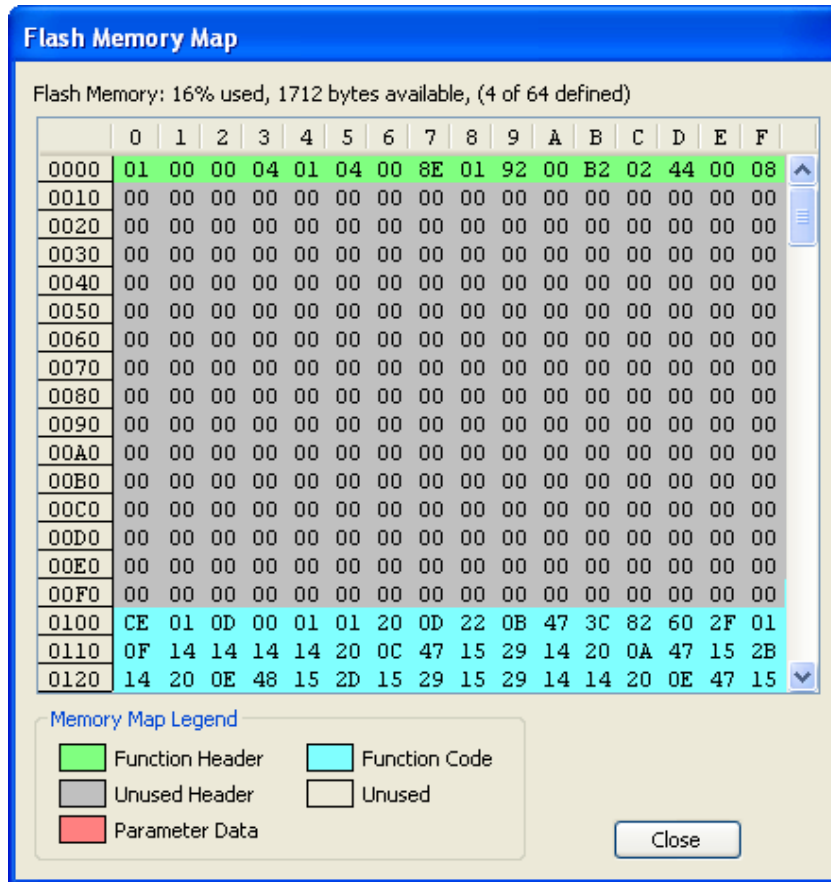 Flash Memory Map
Flash Memory: 16% used, 1712 bytes available, (4 of 64 defined)
0 1 2 3 4 5 6 7 8 9 A B C D E F
0000 01 00 00 04 01 04 00 8E 01 92 00 B2 02 44 00 08
0010 00 00 00 00 00 00 00 00 00 00 00 00 00 00 00 00
0020 00 00 00 00 00 00 00 00 00 00 00 00 00 00 00 00
0030 00 00 00 00 00 00 00 00 00 00 00 00 00 00 00 00
0040 00 00 00 00 00 00 00 00 00 00 00 00 00 00 00 00
0050 00 00 00 00 00 00 00 00 00 00 00 00 00 00 00 00
0060 00 00 00 00 00 00 00 00 00 00 00 00 00 00 00 00
0070 00 00 00 00 00 00 00 00 00 00 00 00 00 00 00 00
0080 00 00 00 00 00 00 00 00 00 00 00 00 00 00 00 00
0090 00 00 00 00 00 00 00 00 00 00 00 00 00 00 00 00
00A0 00 00 00 00 00 00 00 00 00 00 00 00 00 00 00 00
00B0 00 00 00 00 00 00 00 00 00 00 00 00 00 00 00 00
00C0 00 00 00 00 00 00 00 00 00 00 00 00 00 00 00 00
00D0 00 00 00 00 00 00 00 00 00 00 00 00 00 00 00 00
00E0 00 00 00 00 00 00 00 00 00 00 00 00 00 00 00 00
00F0 00 00 00 00 00 00 00 00 00 00 00 00 00 00 00 00
0100 CE 01 0D 00 01 01 20 0D 22 0B 47 3C 82 60 2F 01
0110 0F 14 14 14 14 20 0C 47 15 29 14 20 0A 47 15 2B
0120 14 20 0E 48 15 2D 15 29 15 29 14 14 20 0E 47 15
Memory Map Legend
Function Header Function Code
Unused Header Unused
Parameter Data
Close